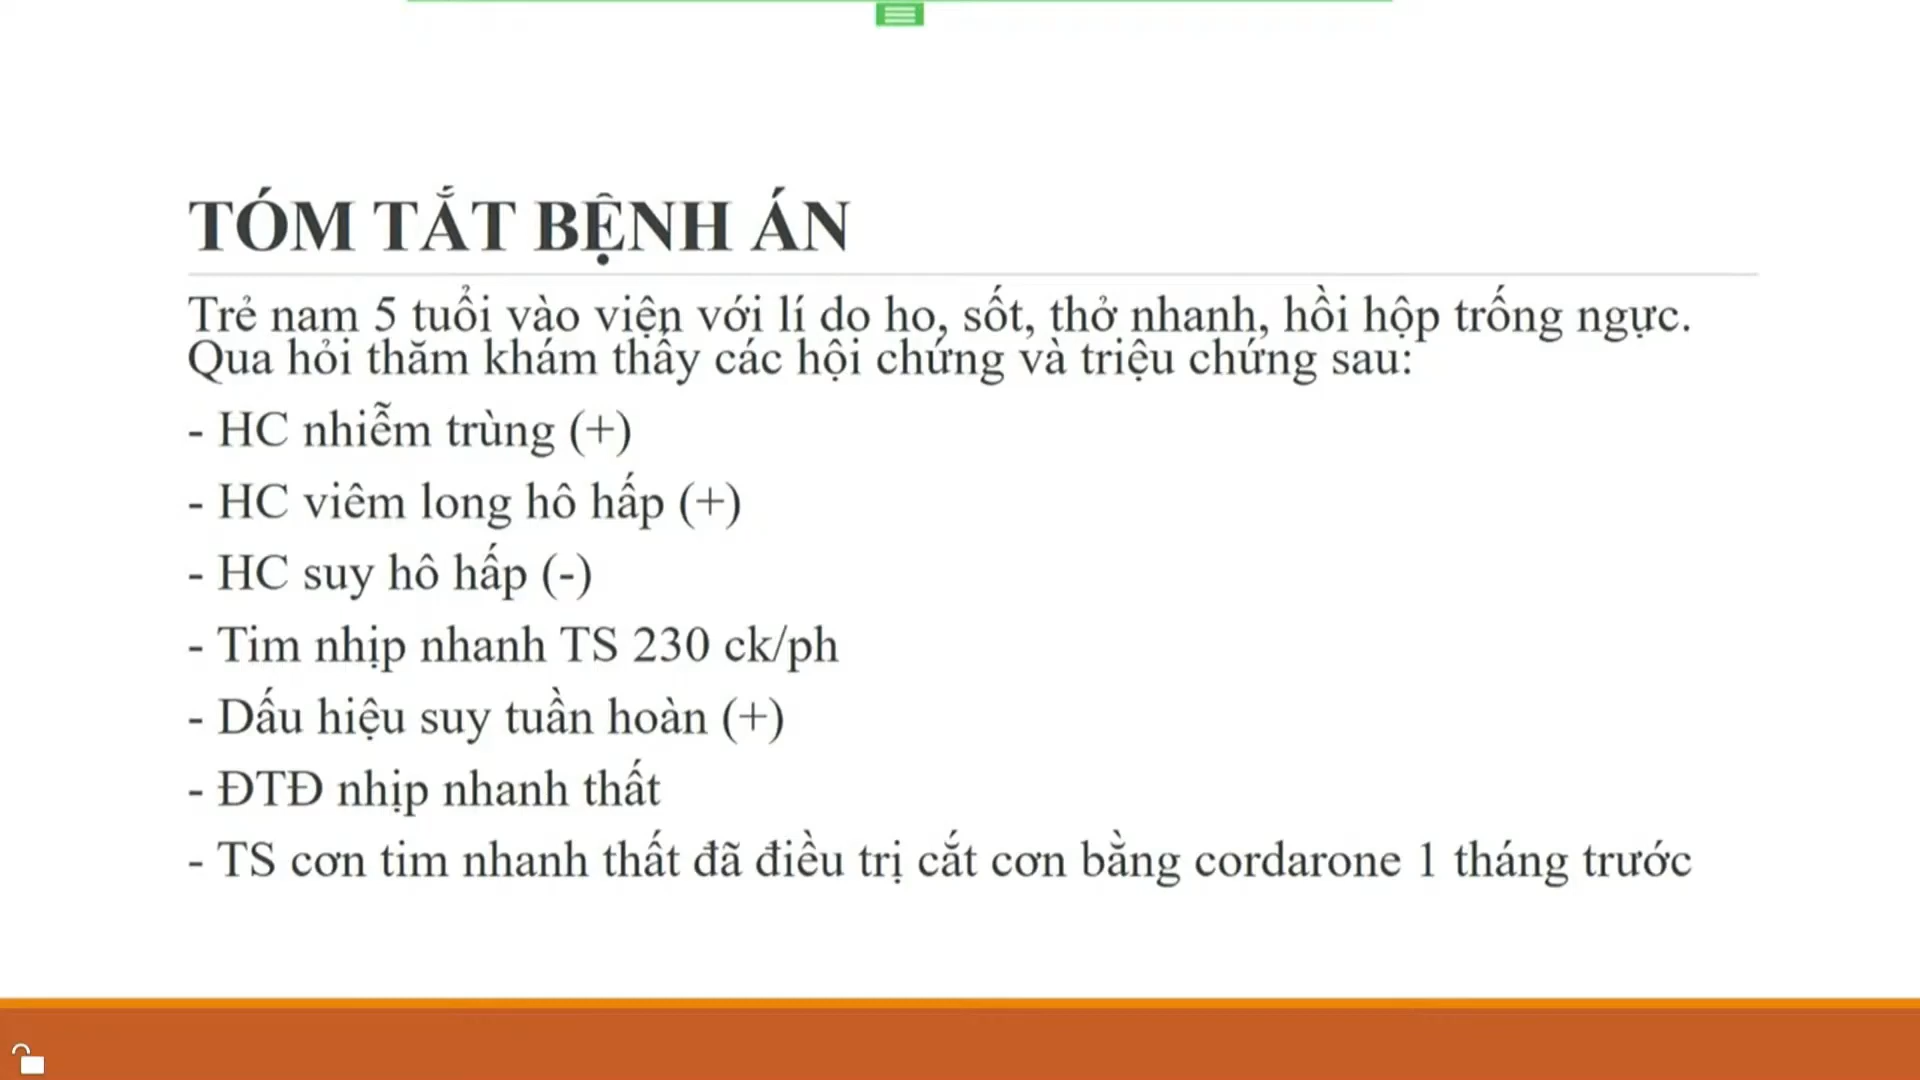 TÓM TẮT BỆNH ÁN
Trẻ nam 5 tuổi vào viện với lí do ho, sốt, thở nhanh, hồi hộp trống ngực.
Qua hỏi thăm khám thấy các hội chứng và triệu chứng sau:
- HC nhiễm trùng (+)
- HC viêm long hô hấp (+)
- HC suy hô hấp (-)
- Tim nhịp nhanh TS 230 ck/ph
- Dấu hiệu suy tuần hoàn (+)
- ĐTĐ nhịp nhanh thất
- TS cơn tim nhanh thất đã điều trị cắt cơn bằng cordarone 1 tháng trước